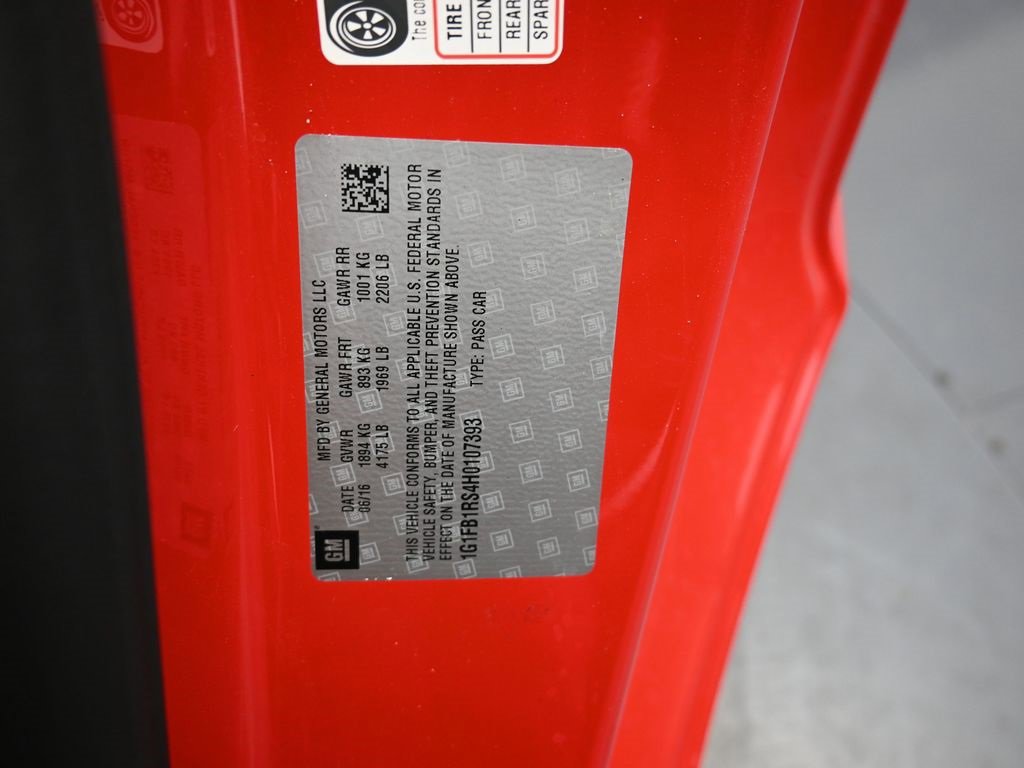 The co
TIRE
FRON
REAR
SPAR
GM
MFD BY GENERAL MOTORS LLC
DATE GVWR GAWR FRT GAWR RR
06/16 1894 KG 893 KG 1001 KG
4175 LB 1969 LB 2206 LB
THIS VEHICLE CONFORMS TO ALL APPLICABLE U.S. FEDERAL MOTOR
VEHICLE SAFETY, BUMPER, AND THEFT PREVENTION STANDARDS IN
EFFECT ON THE DATE OF MANUFACTURE SHOWN ABOVE.
1G1FB1RS4H0107393 TYPE: PASS CAR